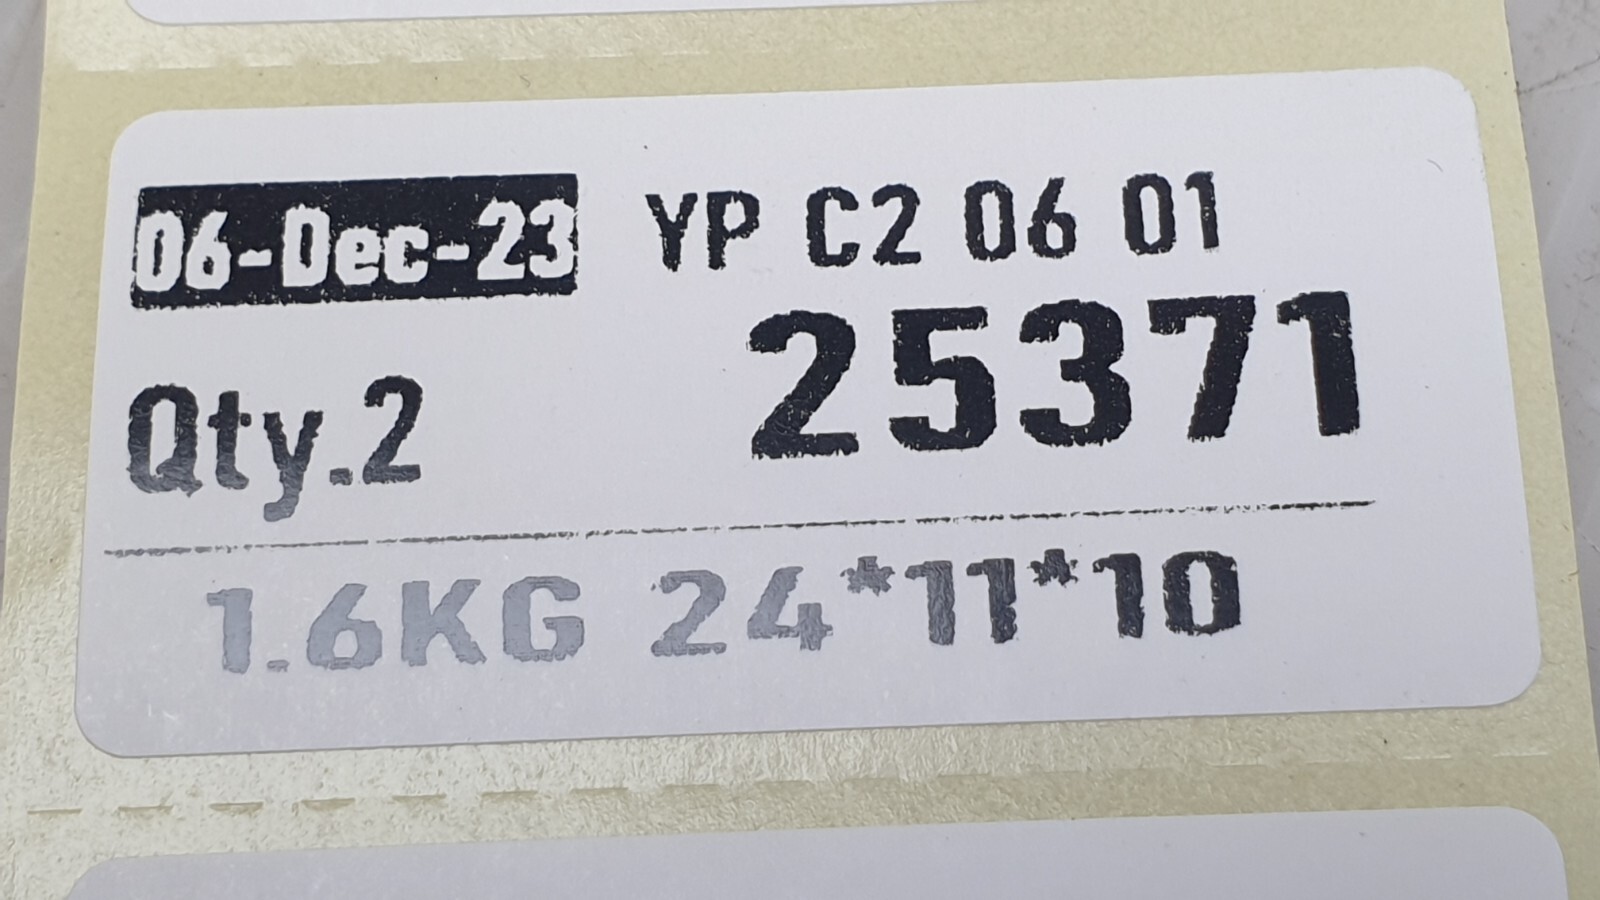 06-Dec-23 YP C2 06 01
25371
Qty.2
1.6KG 24*11*10